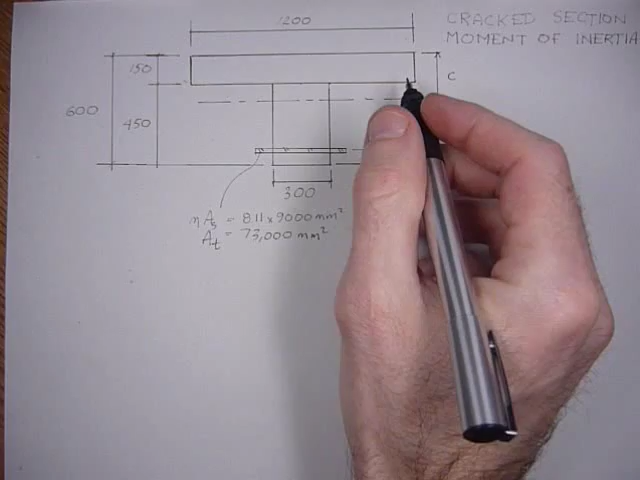 1200
CRACKED SECTION
MOMENT OF INERTIA
150
C
600
450
300
nAs = 8.11 x 9000 mm²
At = 73,000 mm²